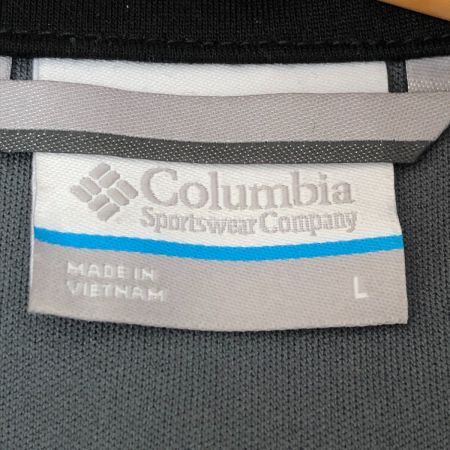 Columbia
Sportswear Company
MADE IN
VIETNAM
L